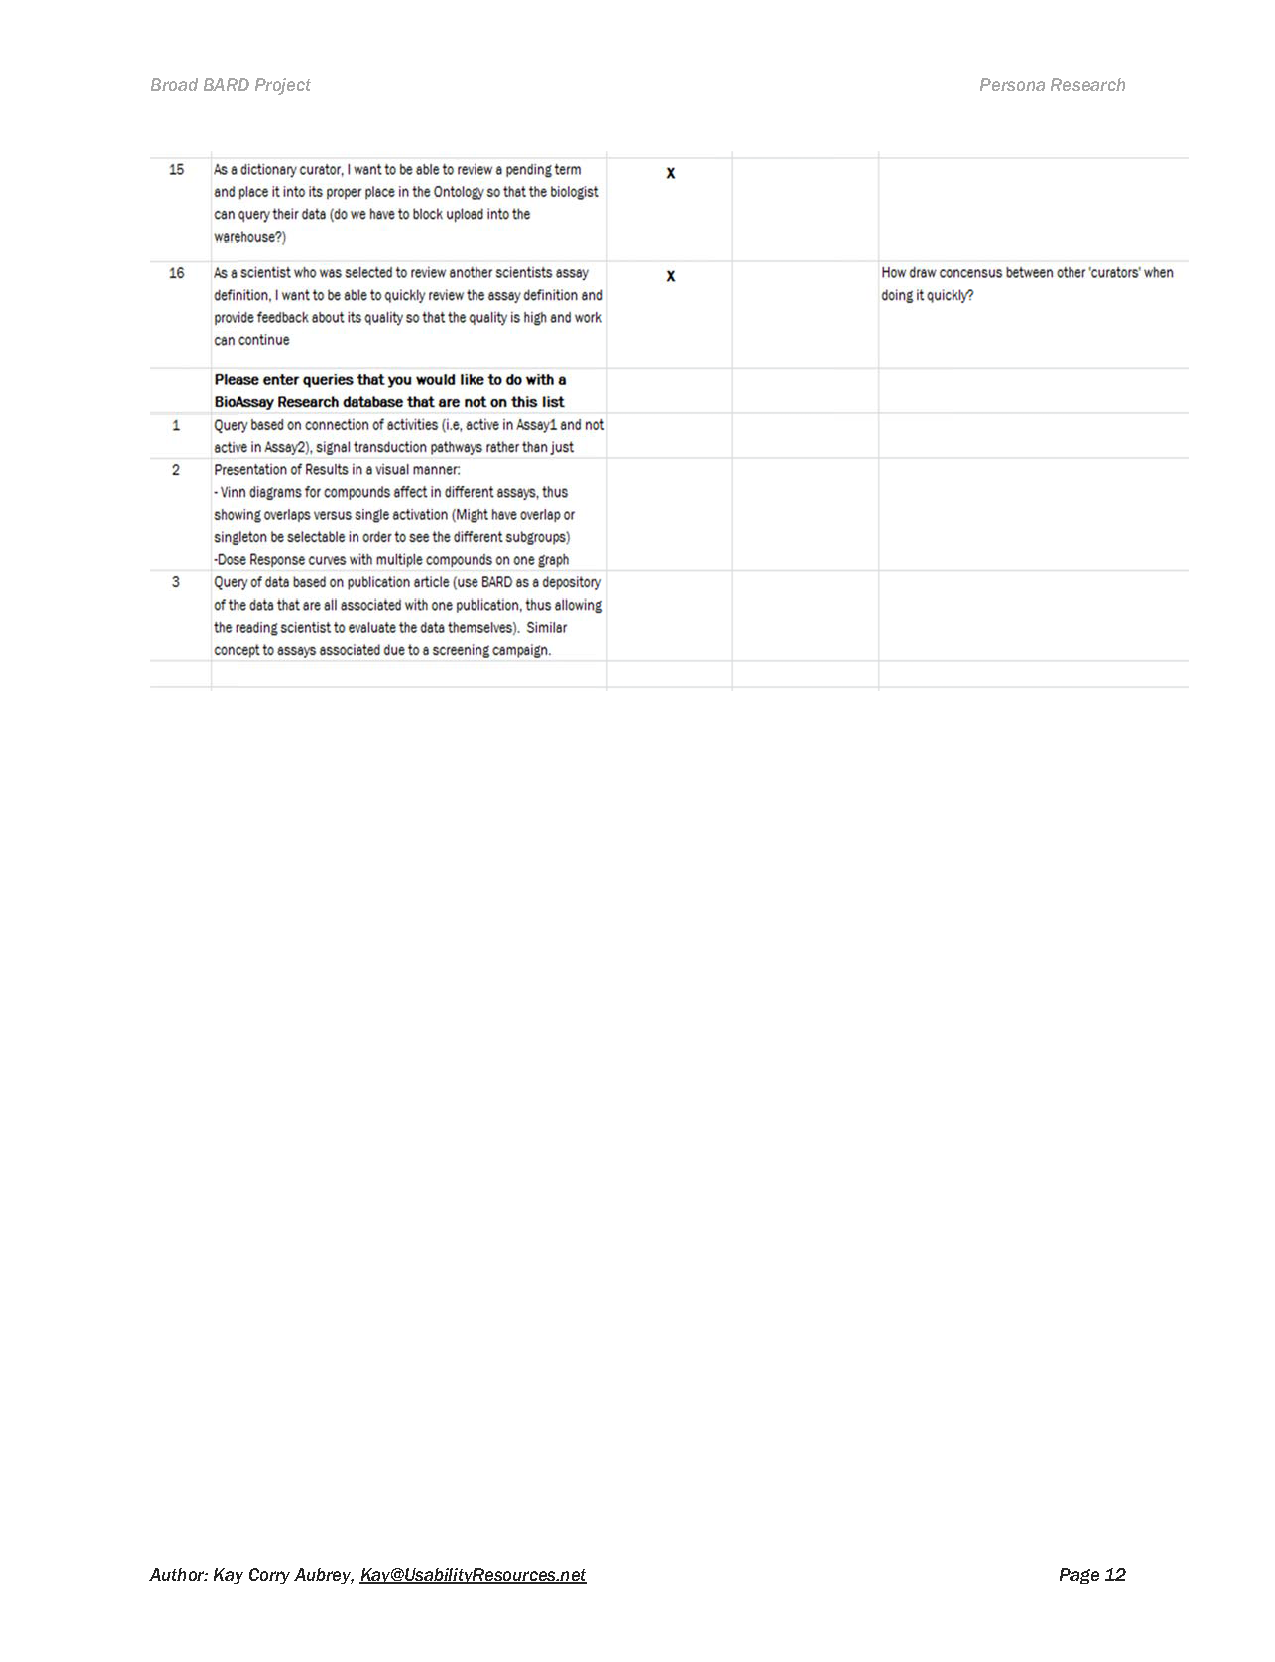 Broad BARD Project Persona Research
15 As a dictionary curator, I want to be able to review a pending term X
and place it into its proper place in the Ontology so that the biologist
can query their data (do we have to block upload into the
warehouse?)
16 As a scientist who was selected to review another scientists assay X How draw concensus between other 'curators' when
definition, I want to be able to quickly review the assay definition and doing it quickly?
provide feedback about its quality so that the quality is high and work
can continue
Please enter queries that you would like to do with a
BioAssay Research database that are not on this list
1 Query based on connection of activities (i.e, active in Assay1 and not
active in Assay2), signal transduction pathways rather than just
2 Presentation of Results in a visual manner:
- Vinn diagrams for compounds affect in different assays, thus
showing overlaps versus single activation (Might have overlap or
singleton be selectable in order to see the different subgroups)
-Dose Response curves with multiple compounds on one graph
3 Query of data based on publication article (use BARD as a depository
of the data that are all associated with one publication, thus allowing
the reading scientist to evaluate the data themselves). Similar
concept to assays associated due to a screening campaign.
Author: Kay Corry Aubrey, Kay@UsabilityResources.net Page 12